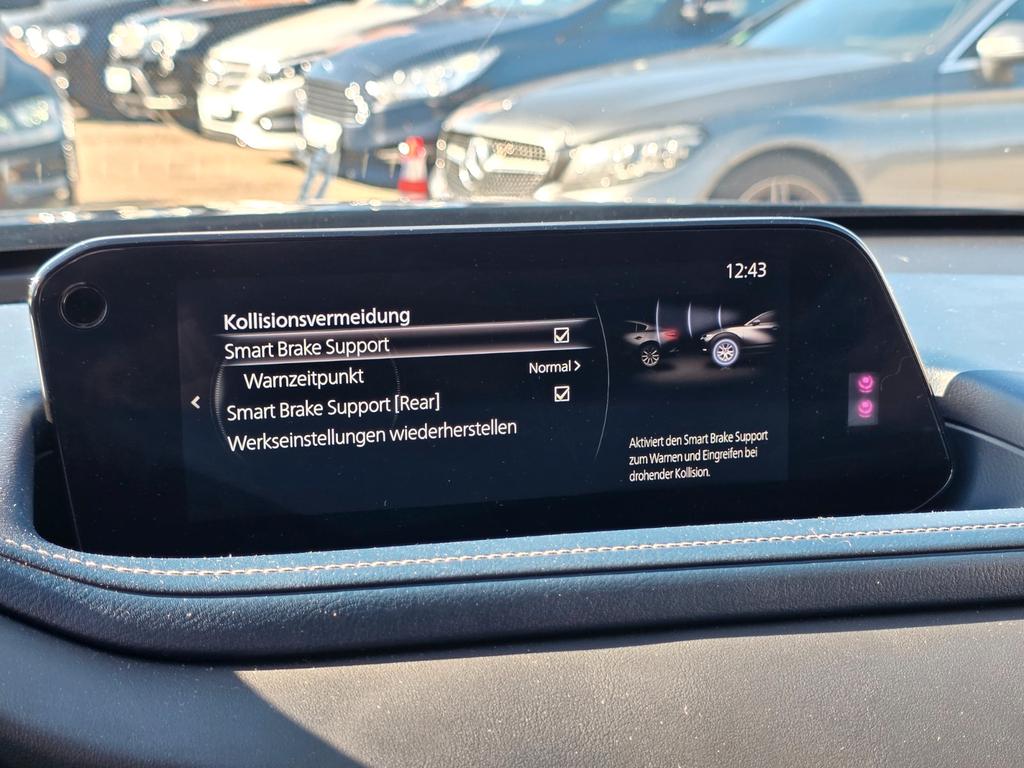 12:43
Kollisionsvermeidung
Smart Brake Support
Warnzeitpunkt Normal >
Smart Brake Support [Rear]
Werkseinstellungen wiederherstellen
Aktiviert den Smart Brake Support
zum Warnen und Eingreifen bei
drohender Kollision.